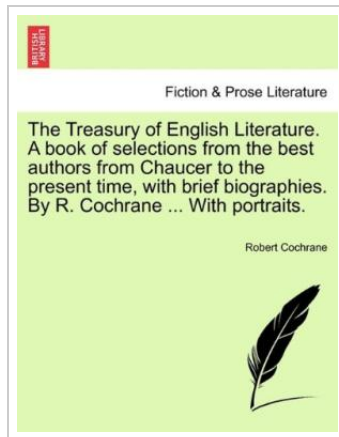 BRITISH
LIBRARY
Fiction & Prose Literature
The Treasury of English Literature.
A book of selections from the best
authors from Chaucer to the
present time, with brief biographies.
By R. Cochrane ... With portraits.
Robert Cochrane